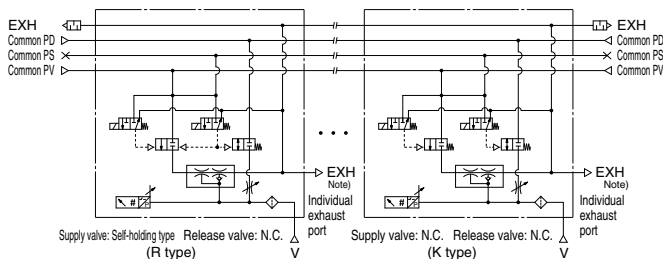 EXH EXH
Common PD Common PD
Common PS Common PS
Common PV Common PV
EXH EXH
Note) Note)
Individual exhaust port Individual exhaust port
# #
Supply valve: Self-holding type Release valve: N.C. Supply valve: N.C. Release valve: N.C.
(R type) V (K type) V